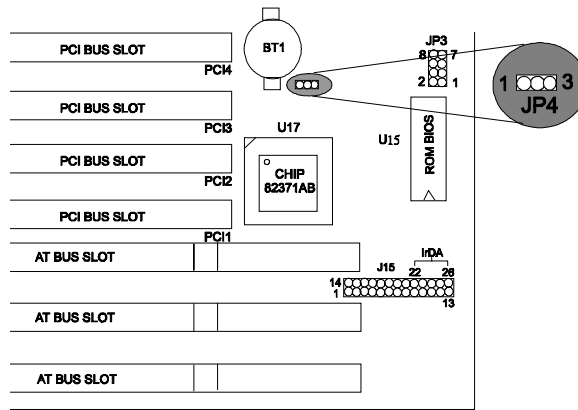 PCI BUS SLOT
PCI4
BT1
JP3
8 7
2 1
1 3
JP4
PCI BUS SLOT
PCI3
U17
U15
ROM BIOS
PCI BUS SLOT
PCI2
CHIP
82371AB
PCI BUS SLOT
PCI1
AT BUS SLOT
IrDA
J15
22 26
14
1
13
AT BUS SLOT
AT BUS SLOT